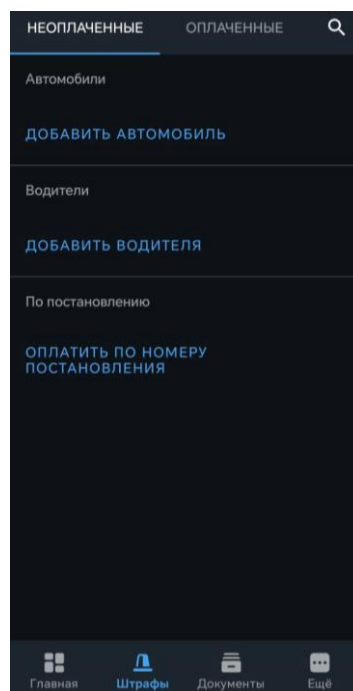 НЕОПЛАЧЕННЫЕ ОПЛАЧЕННЫЕ
Автомобили
ДОБАВИТЬ АВТОМОБИЛЬ
Водители
ДОБАВИТЬ ВОДИТЕЛЯ
По постановлению
ОПЛАТИТЬ ПО НОМЕРУ
ПОСТАНОВЛЕНИЯ
Главная Штрафы Документы Ещё